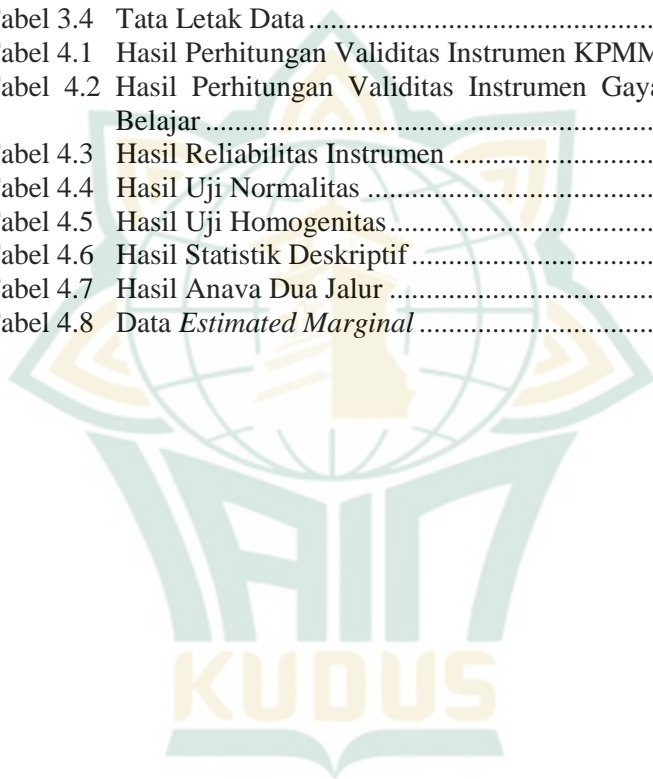 abel 3.4 Tata Letak Data........................................................
abel 4.1 Hasil Perhitungan Validitas Instrumen KPMM
abel 4.2 Hasil Perhitungan Validitas Instrumen Gaya
Belajar........................................................................
abel 4.3 Hasil Reliabilitas Instrumen..................................
abel 4.4 Hasil Uji Normalitas ..............................................
abel 4.5 Hasil Uji Homogenitas...........................................
abel 4.6 Hasil Statistik Deskriptif.......................................
abel 4.7 Hasil Anava Dua Jalur ...........................................
abel 4.8 Data Estimated Marginal ......................................
IAIN
KUDUS